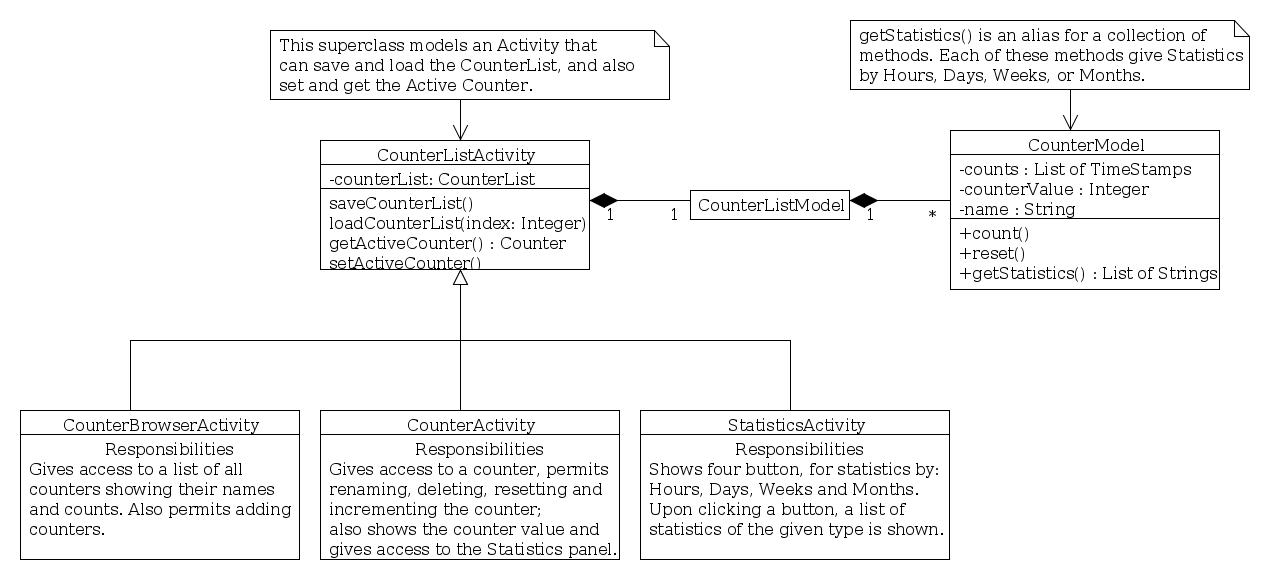 This superclass models an Activity that
can save and load the CounterList, and also
set and get the Active Counter.
getStatistics() is an alias for a collection of
methods. Each of these methods give Statistics
by Hours, Days, Weeks, or Months.
CounterListActivity
-counterList: CounterList
saveCounterList()
loadCounterList(index: Integer)
getActiveCounter() : Counter
setActiveCounter()
1
1
CounterListModel
1
*
CounterModel
-counts : List of TimeStamps
-counterValue : Integer
-name : String
+count()
+reset()
+getStatistics() : List of Strings
CounterBrowserActivity
Responsibilities
Gives access to a list of all
counters showing their names
and counts. Also permits adding
counters.
CounterActivity
Responsibilities
Gives access to a counter, permits
renaming, deleting, resetting and
incrementing the counter;
also shows the counter value and
gives access to the Statistics panel.
StatisticsActivity
Responsibilities
Shows four button, for statistics by:
Hours, Days, Weeks and Months.
Upon clicking a button, a list of
statistics of the given type is shown.